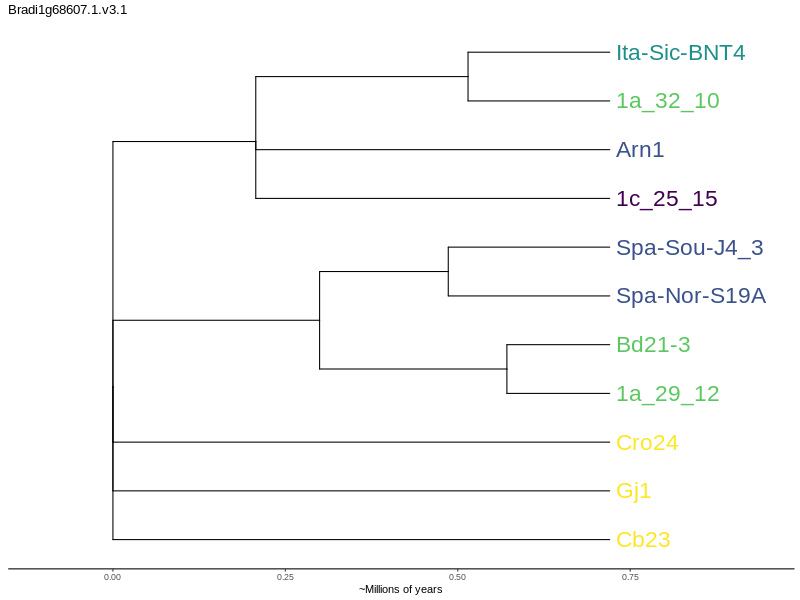 Bradi1g68607.1.v3.1
Ita-Sic-BNT4
1a_32_10
Arn1
1c_25_15
Spa-Sou-J4_3
Spa-Nor-S19A
Bd21-3
1a_29_12
Cro24
Gj1
Cb23
0.00 0.25 0.50 0.75
~Millions of years